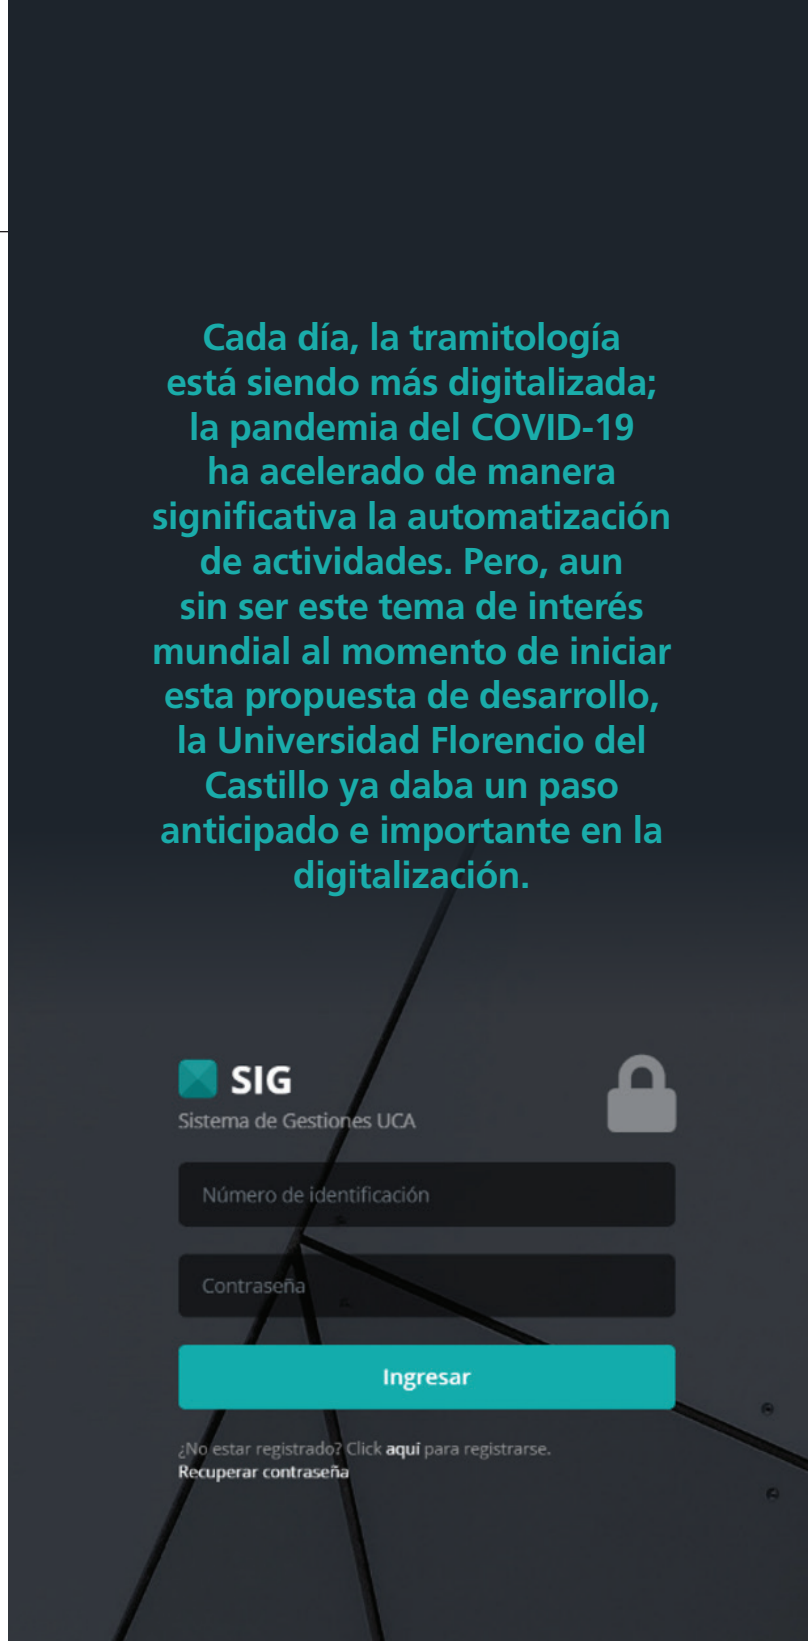 Cada día, la tramitología
está siendo más digitalizada;
la pandemia del COVID-19
ha acelerado de manera
significativa la automatización
de actividades. Pero, aun
sin ser este tema de interés
mundial al momento de iniciar
esta propuesta de desarrollo,
la Universidad Florencio del
Castillo ya daba un paso
anticipado e importante en la
digitalización.
SIG
Sistema de Gestiones UCA
Número de identificación
Contraseña
Ingresar
¿No estar registrado? Click aquí para registrarse.
Recuperar contraseña